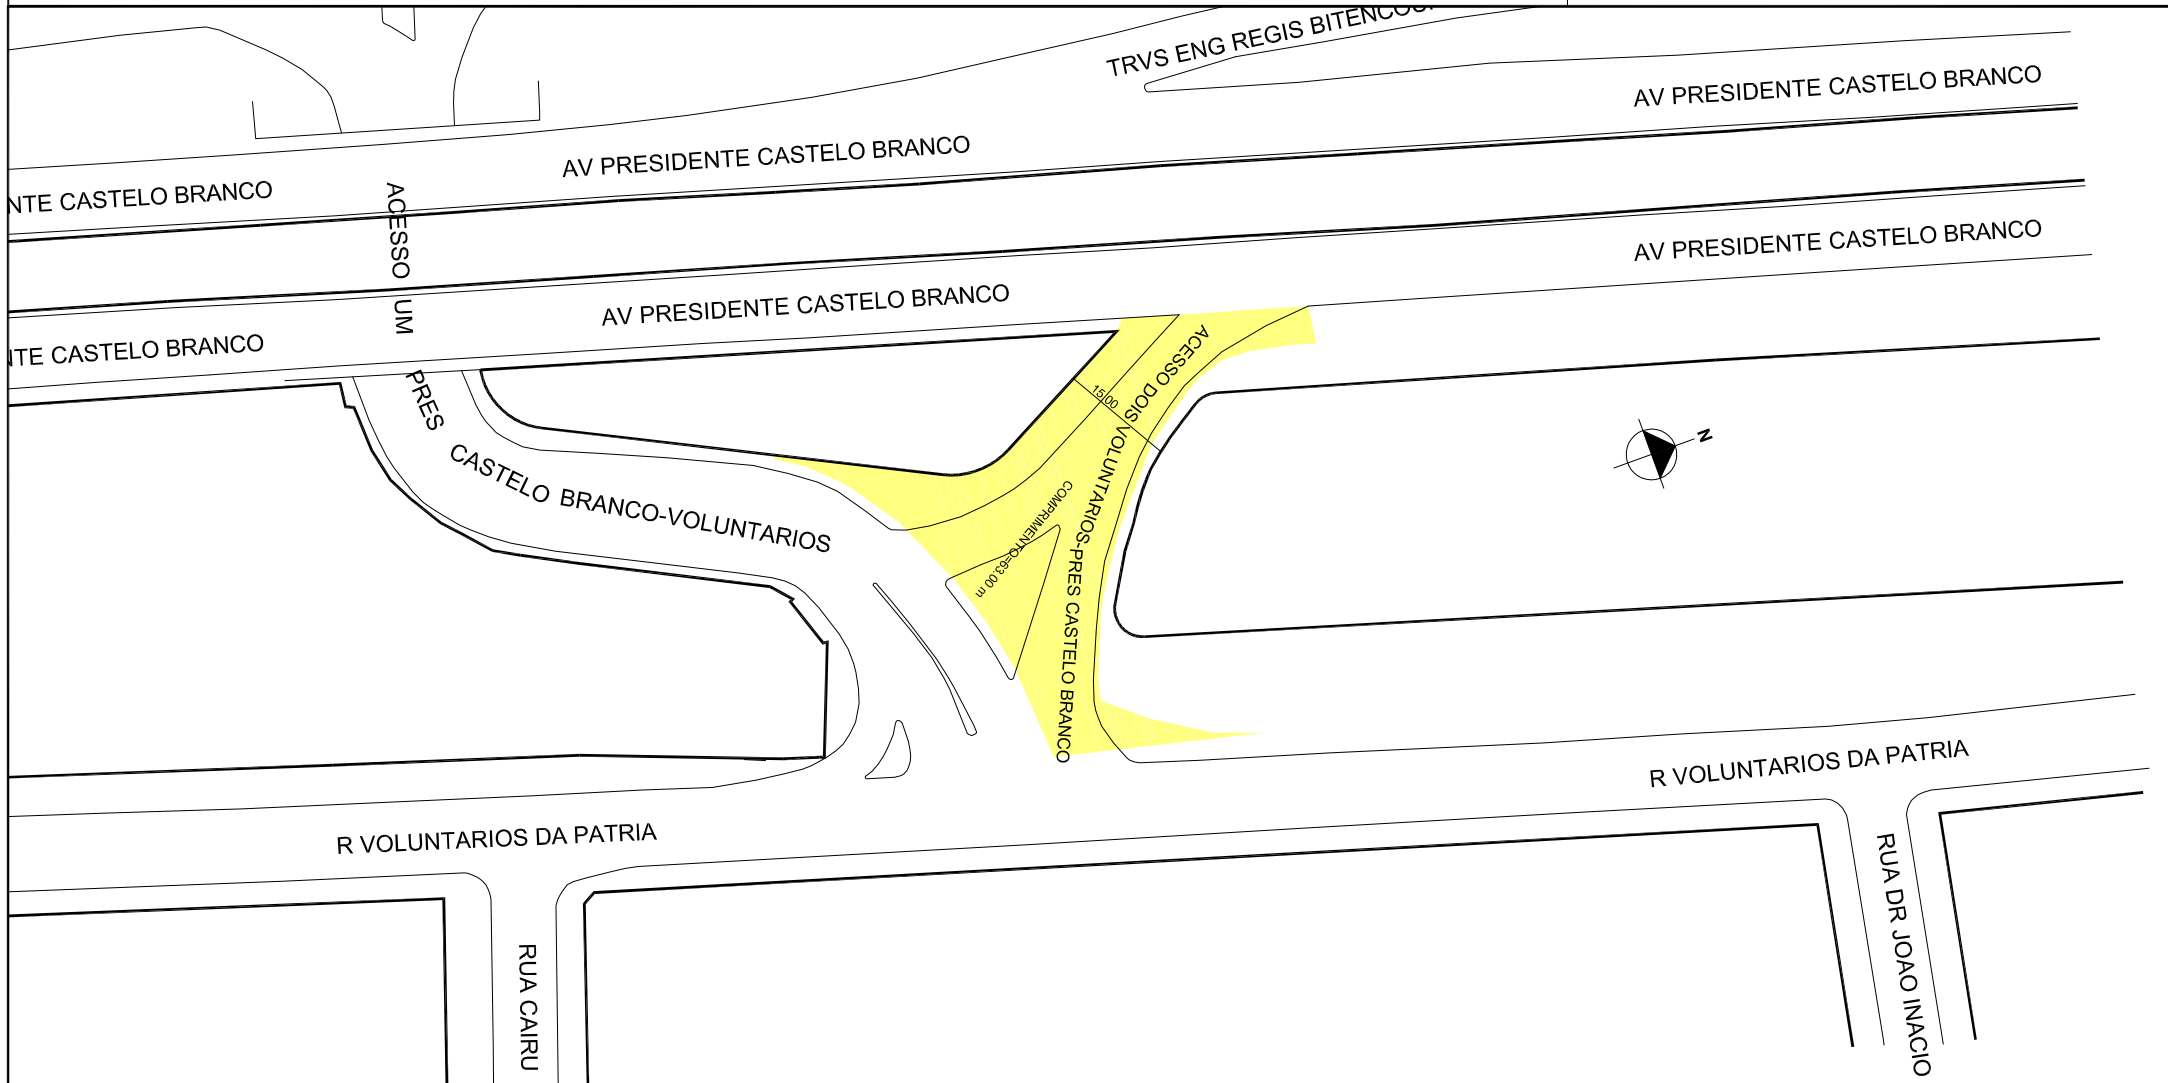 TRVS ENG REGIS
AV PRESIDENTE CASTELO BRANCO
AV PRESIDENTE CASTELO BRANCO
NTE CASTELO BRANCO
AV PRESIDENTE CASTELO BRANCO
AV PRESIDENTE CASTELO BRANCO
NTE CASTELO BRANCO
ACESSO UM PRES CASTELO BRANCO-VOLUNTARIOS
ACESSO DOIS VOLUNTARIOS-PRES CASTELO BRANCO
15,00
COMPRIMENTO=63.00 m
N
R VOLUNTARIOS DA PATRIA
R VOLUNTARIOS DA PATRIA
RUA CAIRU
RUA DR JOAO INACIO